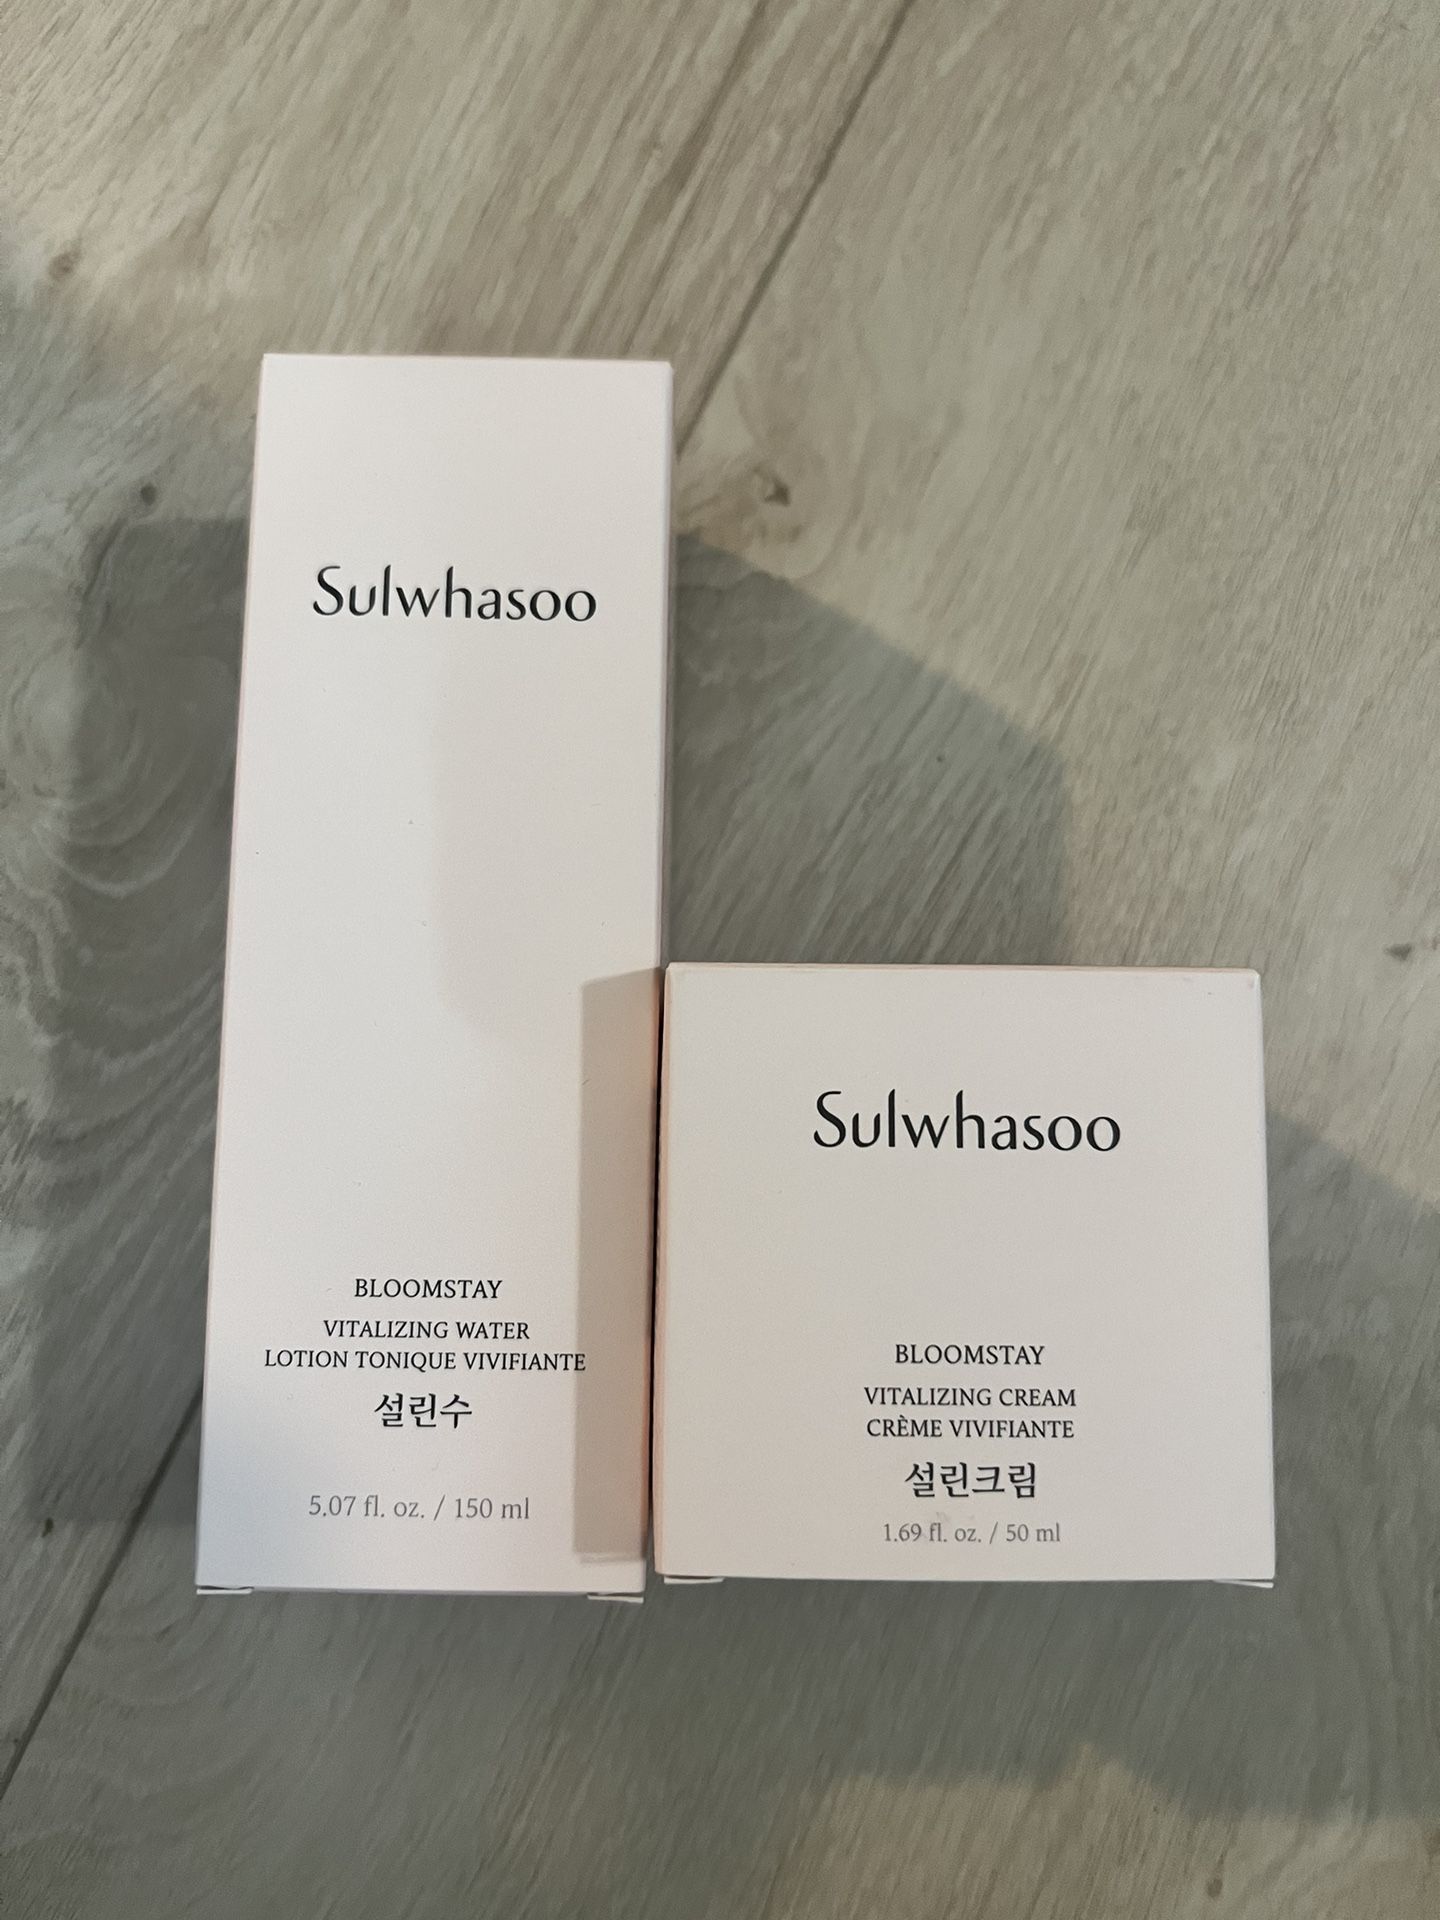 Sulwhasoo
BLOOMSTAY
VITALIZING WATER
LOTION TONIQUE VIVIFIANTE
설린수
5.07 fl. oz. / 150 ml
Sulwhasoo
BLOOMSTAY
VITALIZING CREAM
CRÈME VIVIFIANTE
설린크림
1.69 fl. oz. / 50 ml